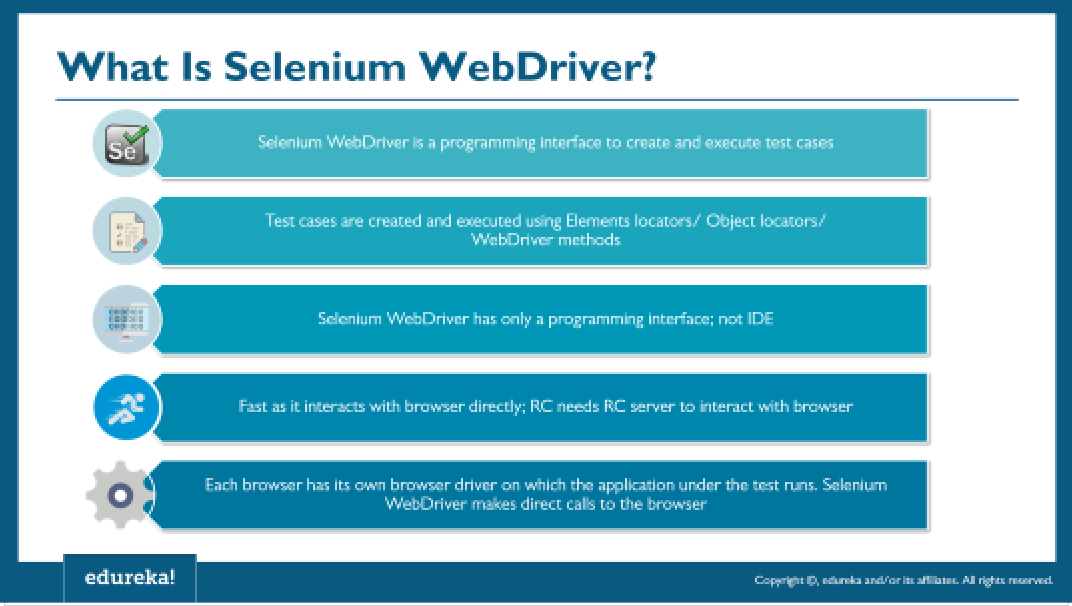 What Is Selenium WebDriver?
Se
Selenium WebDriver is a programming interface to create and execute test cases
Test cases are created and executed using Elements locators/ Object locators/
WebDriver methods
Selenium WebDriver has only a programming interface; not IDE
Fast as it interacts with browser directly; RC needs RC server to interact with browser
Each browser has its own browser driver on which the application under the test runs. Selenium
WebDriver makes direct calls to the browser
edureka!
Copyright ©, edureka and/or its affiliates. All rights reserved.